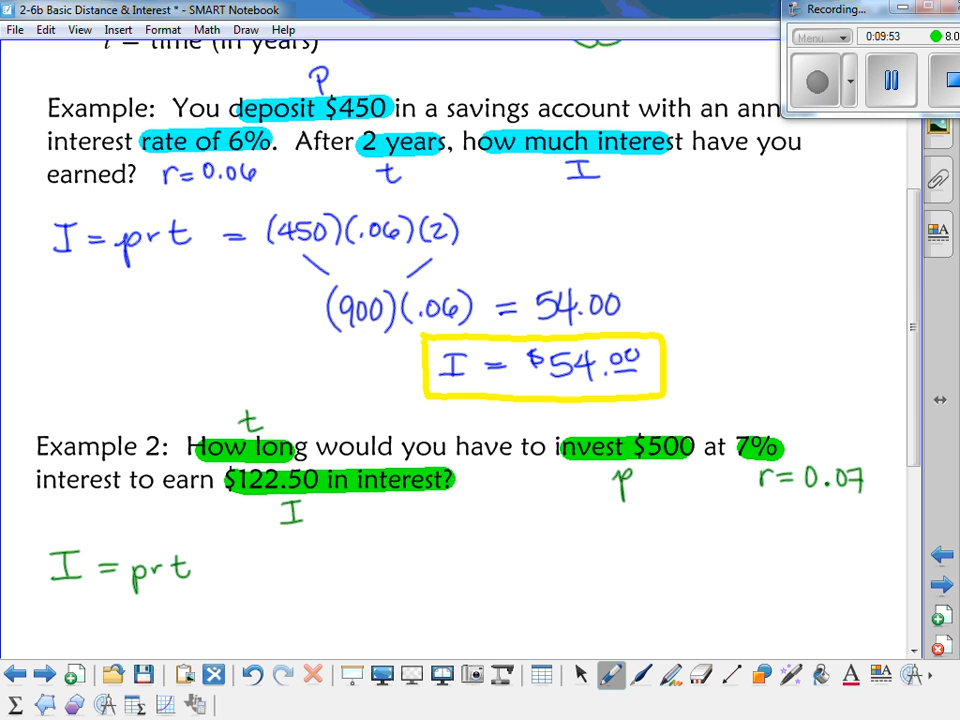 2-6b Basic Distance & Interest * - SMART Notebook
Recording...
File Edit View Insert Format Math Draw Help
Menu
00:09:53
8.0
t = time (in years)
p
Example: You deposit $450 in a savings account with an ann
interest rate of 6%. After 2 years, how much interest have you
earned? r = 0.06 t I
I = prt = (450)(.06)(2)
(900)(.06) = 54.00
I = $54.00
t
Example 2: How long would you have to invest $500 at 7%
interest to earn $122.50 in interest? p r = 0.07
I
I = prt